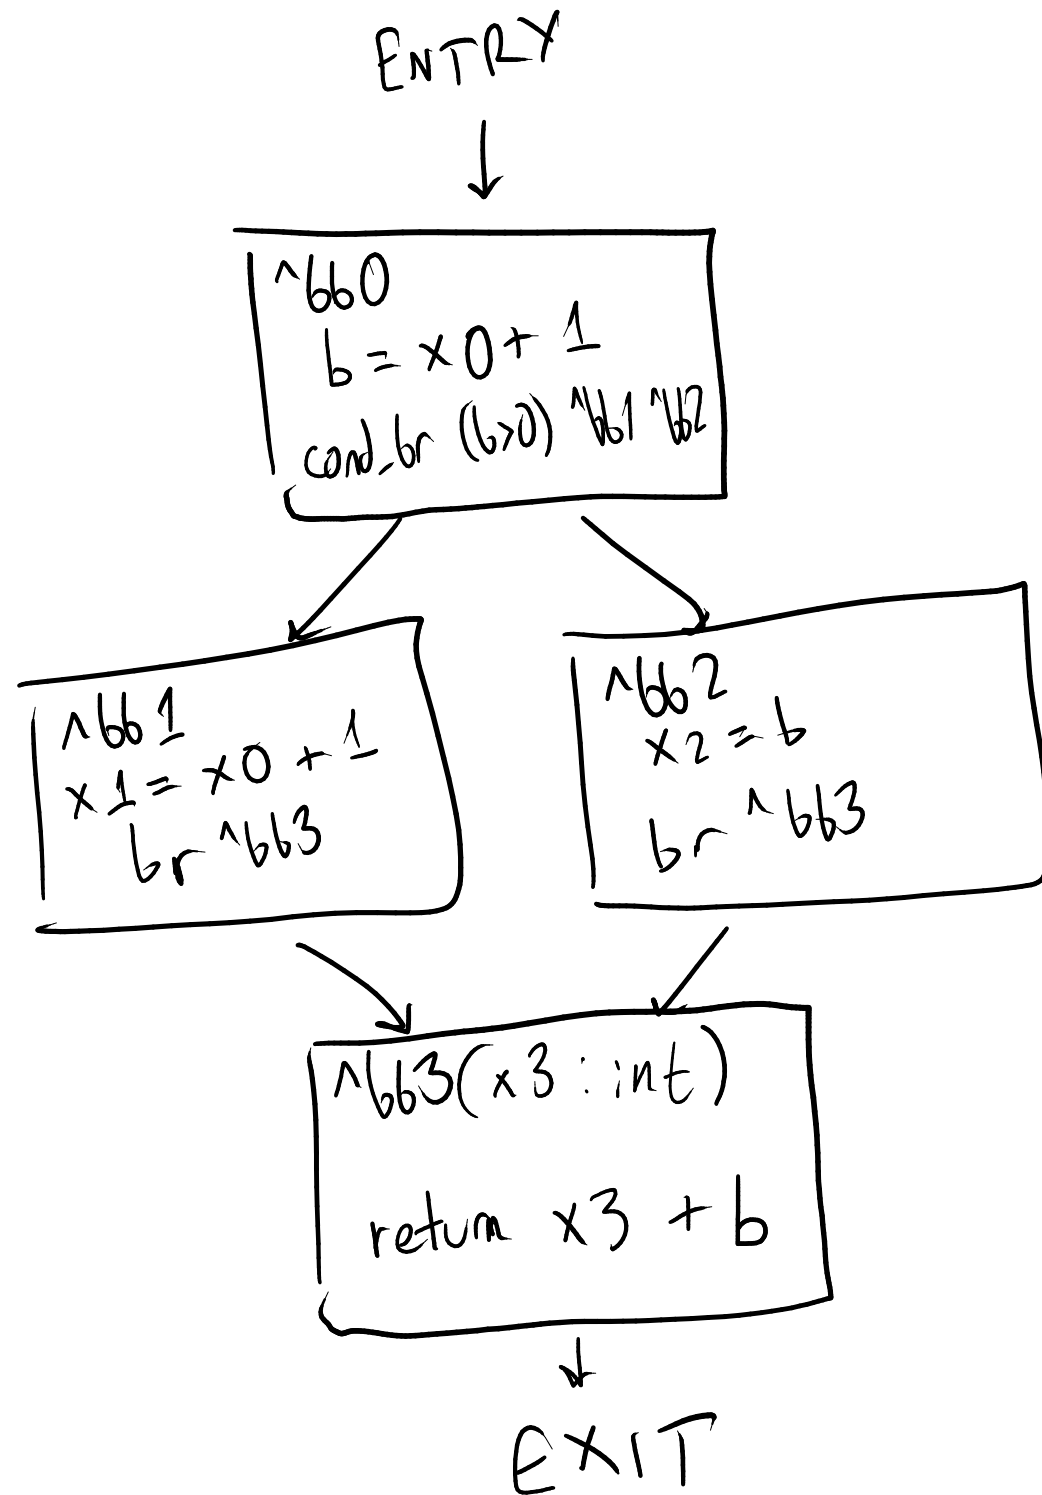 ENTRY
^bb0
b = x0 + 1
cond_br (b>0) ^bb1 ^bb2
^bb1
x1 = x0 + 1
br ^bb3
^bb2
x2 = b
br ^bb3
^bb3(x3 : int)
return x3 + b
EXIT